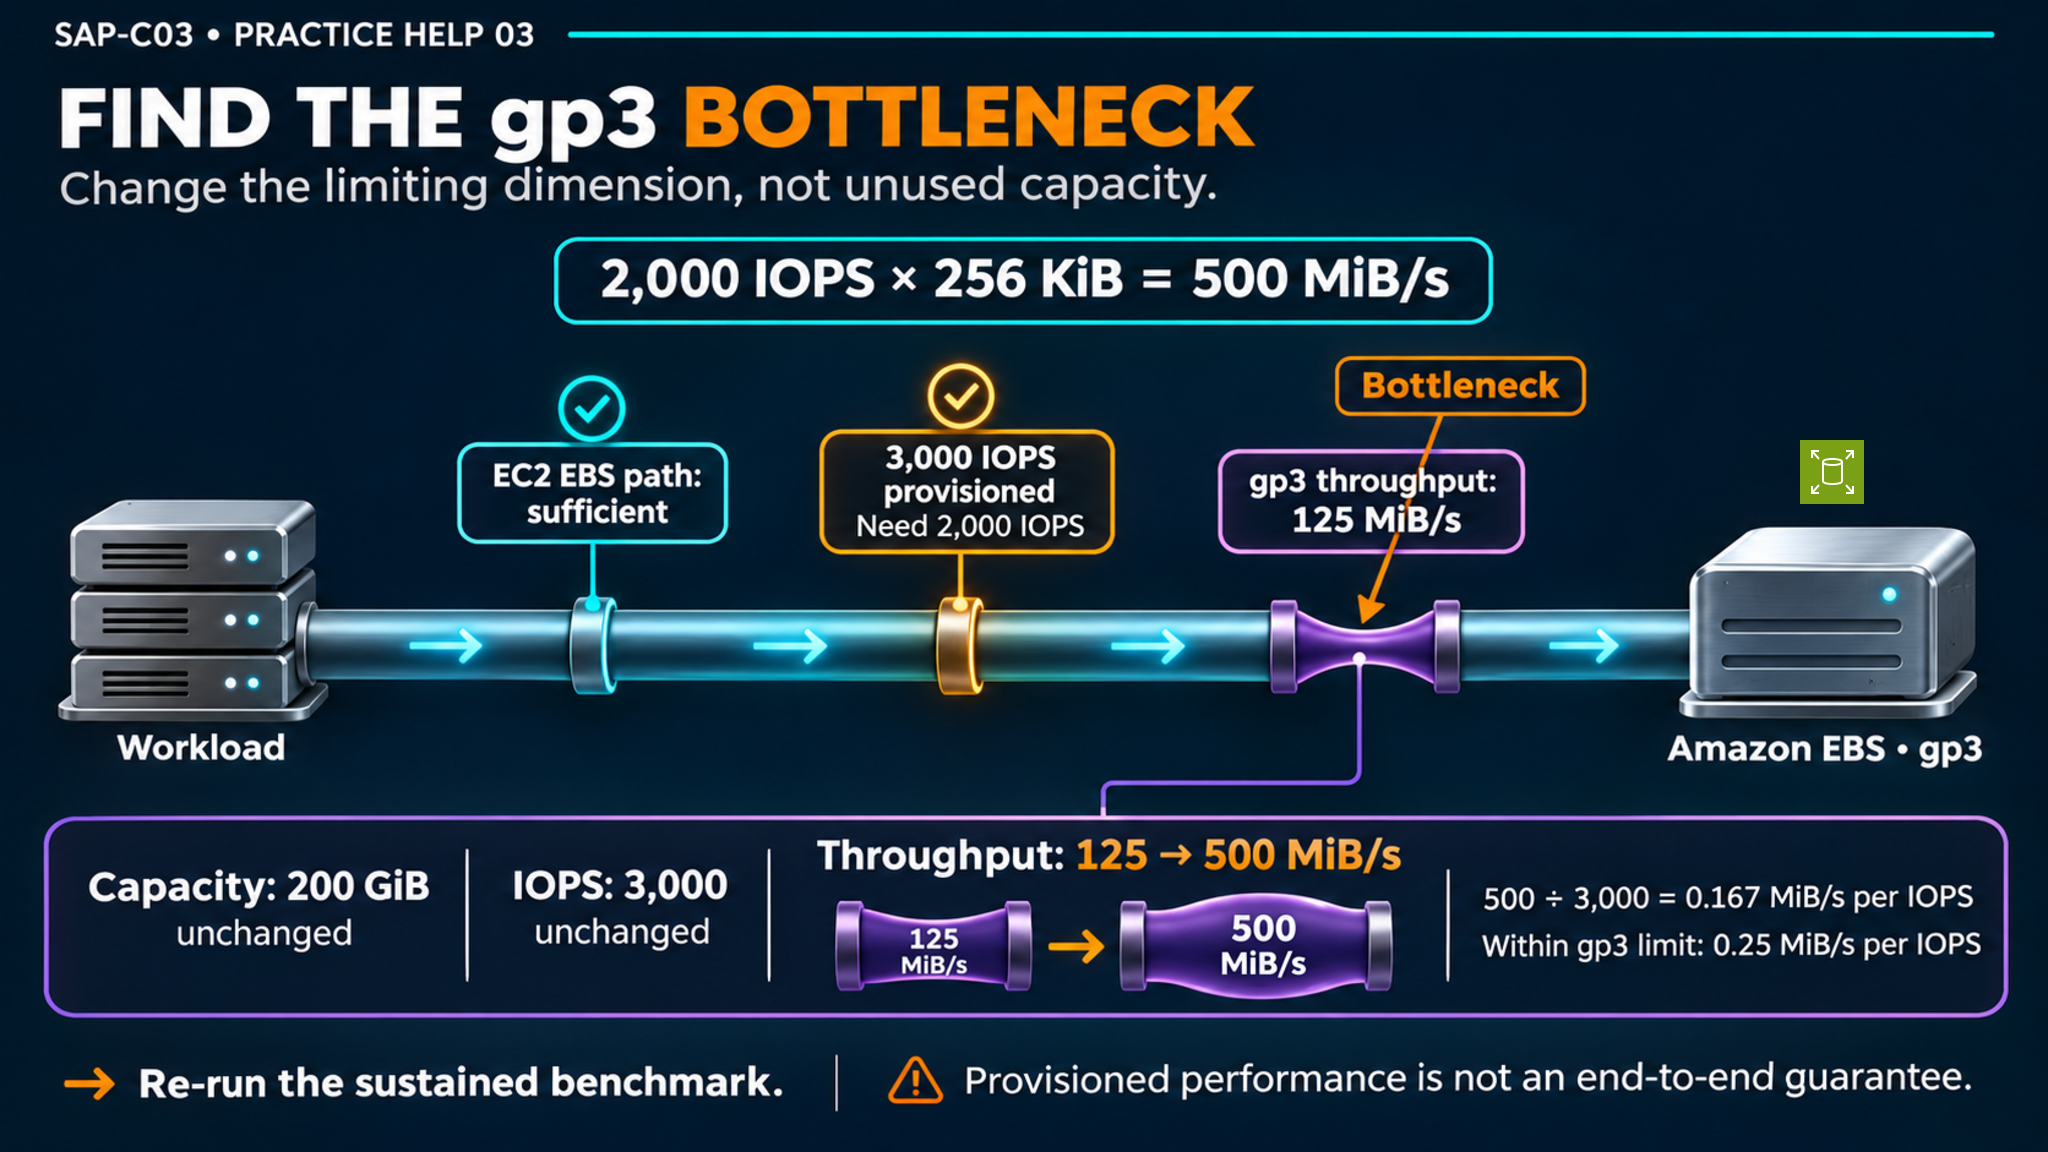 SAP-C03 • PRACTICE HELP 03
FIND THE gp3 BOTTLENECK
Change the limiting dimension, not unused capacity.
2,000 IOPS × 256 KiB = 500 MiB/s
Bottleneck
EC2 EBS path:
sufficient
3,000 IOPS
provisioned
Need 2,000 IOPS
gp3 throughput:
125 MiB/s
Workload
Amazon EBS • gp3
Capacity: 200 GiB
unchanged
IOPS: 3,000
unchanged
Throughput: 125 → 500 MiB/s
125
MiB/s
500
MiB/s
500 ÷ 3,000 = 0.167 MiB/s per IOPS
Within gp3 limit: 0.25 MiB/s per IOPS
Re-run the sustained benchmark.
Provisioned performance is not an end-to-end guarantee.